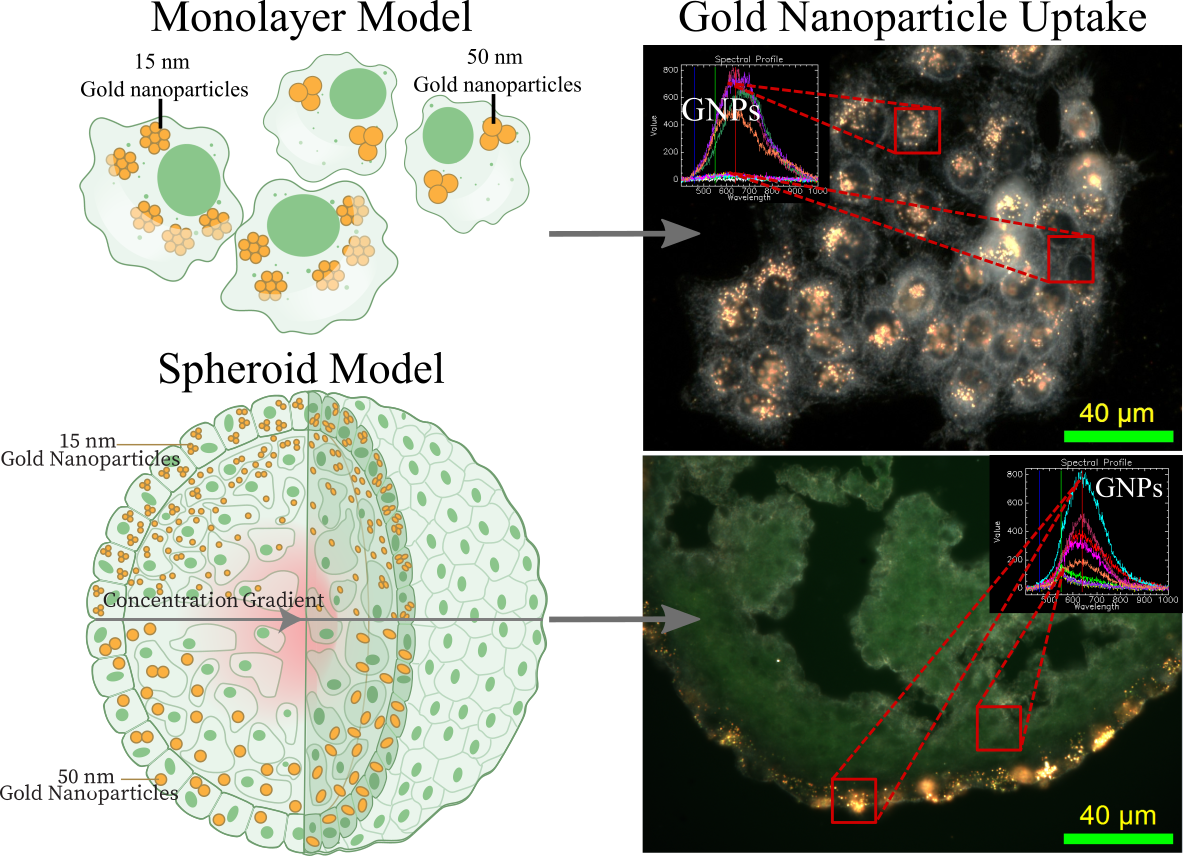 Monolayer Model
Gold Nanoparticle Uptake
15 nm
Gold nanoparticles
50 nm
Gold nanoparticles
Spectral Profile
GNPs
Value
800
600
400
200
0
500 600 700 800 900 1000
Wavelength
40 µm
Spheroid Model
15 nm
Gold Nanoparticles
Concentration Gradient
50 nm
Gold Nanoparticles
Spectral Profile
GNPs
Value
800
600
400
200
0
500 600 700 800 900 1000
Wavelength
40 µm